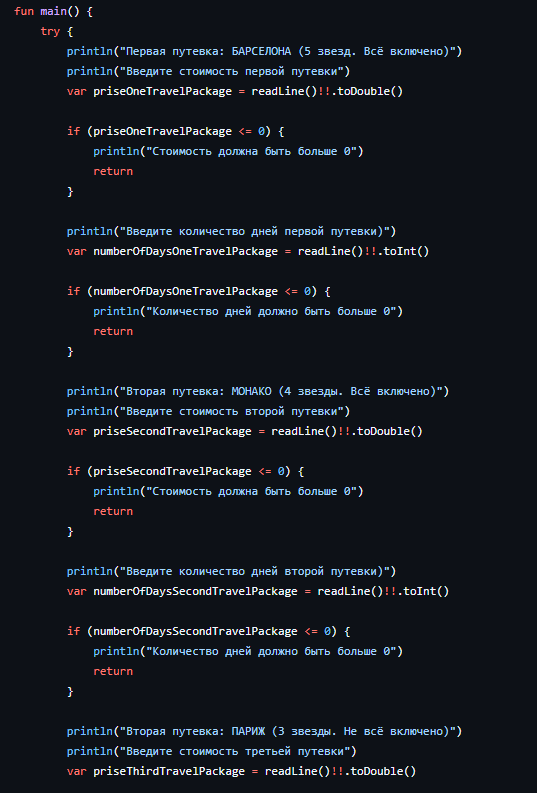 fun main() {
    try {
        println("Первая путевка: БАРСЕЛОНА (5 звезд. Всё включено)")
        println("Введите стоимость первой путевки")
        var priseOneTravelPackage = readLine()!!.toDouble()

        if (priseOneTravelPackage <= 0) {
            println("Стоимость должна быть больше 0")
            return
        }

        println("Введите количество дней первой путевки)")
        var numberOfDaysOneTravelPackage = readLine()!!.toInt()

        if (numberOfDaysOneTravelPackage <= 0) {
            println("Количество дней должно быть больше 0")
            return
        }

        println("Вторая путевка: МОНАКО (4 звезды. Всё включено)")
        println("Введите стоимость второй путевки")
        var priseSecondTravelPackage = readLine()!!.toDouble()

        if (priseSecondTravelPackage <= 0) {
            println("Стоимость должна быть больше 0")
            return
        }

        println("Введите количество дней второй путевки)")
        var numberOfDaysSecondTravelPackage = readLine()!!.toInt()

        if (numberOfDaysSecondTravelPackage <= 0) {
            println("Количество дней должно быть больше 0")
            return
        }

        println("Вторая путевка: ПАРИЖ (3 звезды. Не всё включено)")
        println("Введите стоимость третьей путевки")
        var priseThirdTravelPackage = readLine()!!.toDouble()